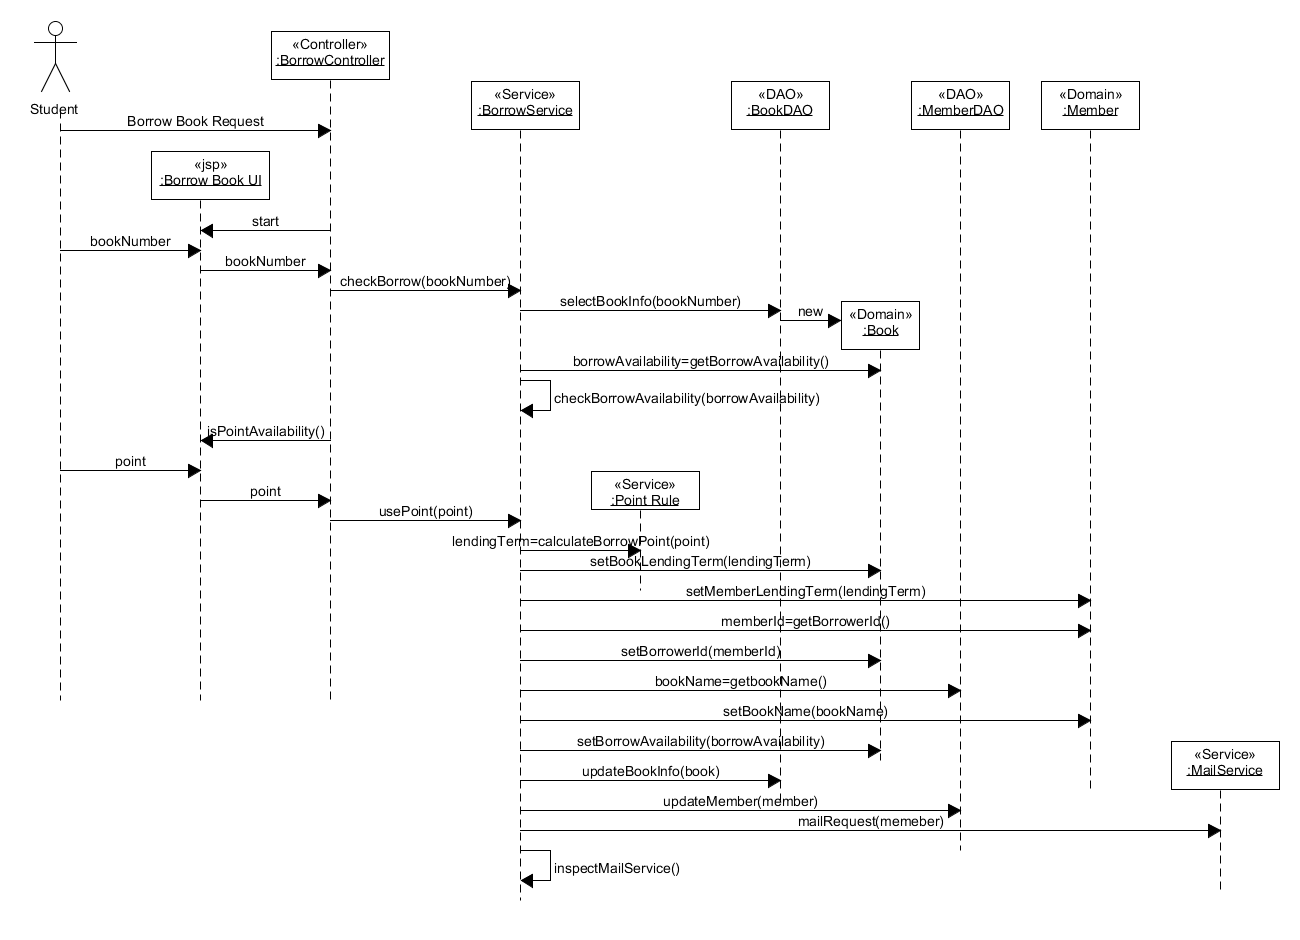 «Controller»
:BorrowController
«Service»
:BorrowService
«DAO»
:BookDAO
«DAO»
:MemberDAO
«Domain»
:Member
Student
Borrow Book Request
«jsp»
:Borrow Book UI
start
bookNumber
bookNumber
checkBorrow(bookNumber)
selectBookInfo(bookNumber)
new
«Domain»
:Book
borrowAvailability=getBorrowAvailability()
checkBorrowAvailability(borrowAvailability)
isPointAvailability()
point
«Service»
:Point Rule
point
usePoint(point)
lendingTerm=calculateBorrowPoint(point)
setBookLendingTerm(lendingTerm)
setMemberLendingTerm(lendingTerm)
memberId=getBorrowerId()
setBorrowerId(memberId)
bookName=getbookName()
setBookName(bookName)
setBorrowAvailability(borrowAvailability)
«Service»
:MailService
updateBookInfo(book)
updateMember(member)
mailRequest(memeber)
inspectMailService()